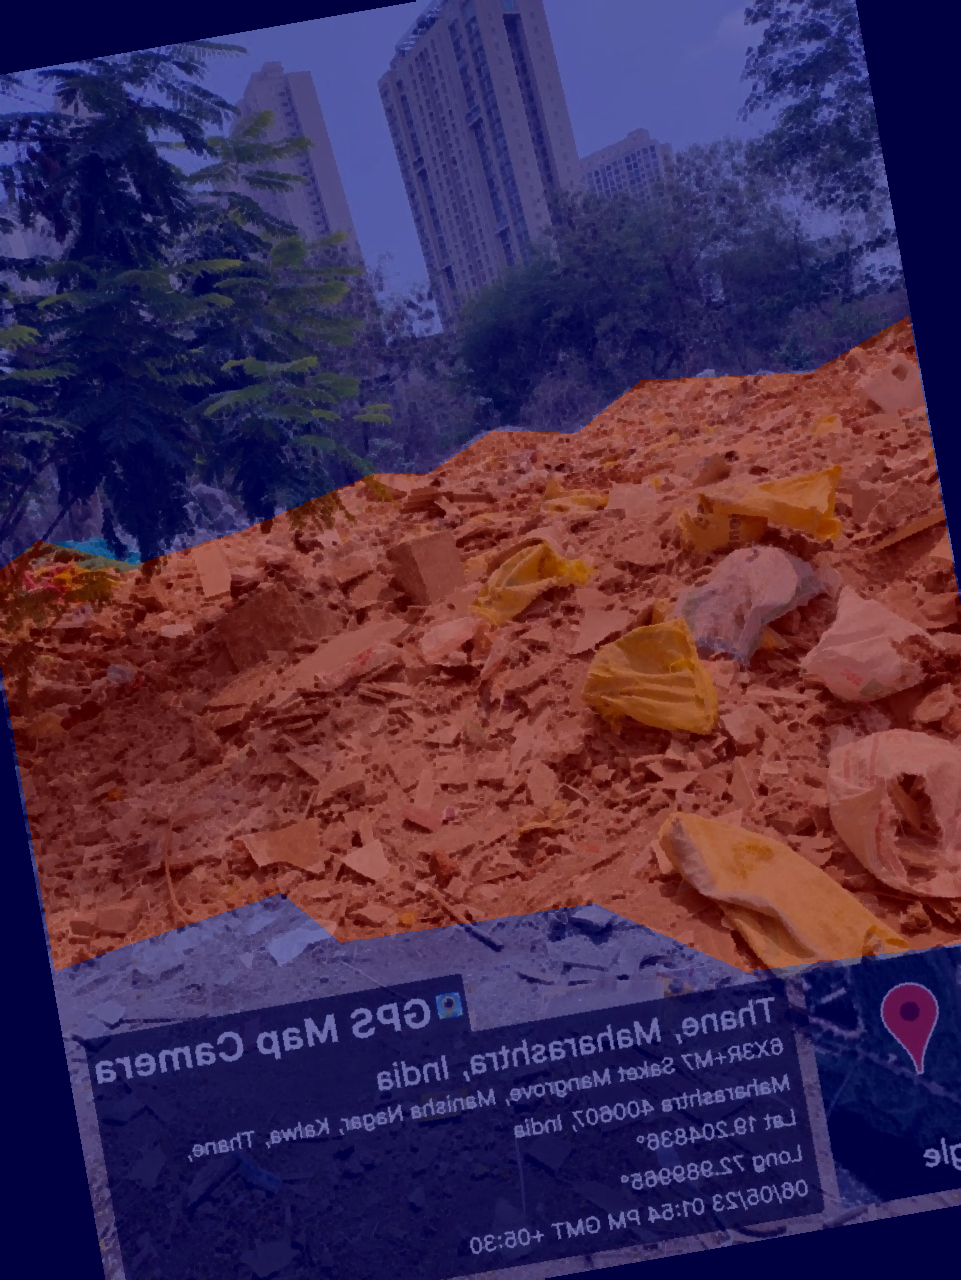 GPS Map Camera
Thane, Maharashtra, India
6X3R+M7 Saket Mangrove, Manisha Nagar, Kalwa, Thane,
Maharashtra 400607, India
Lat 19.204836°
Long 72.989965°
06/06/23 01:54 PM GMT +05:30